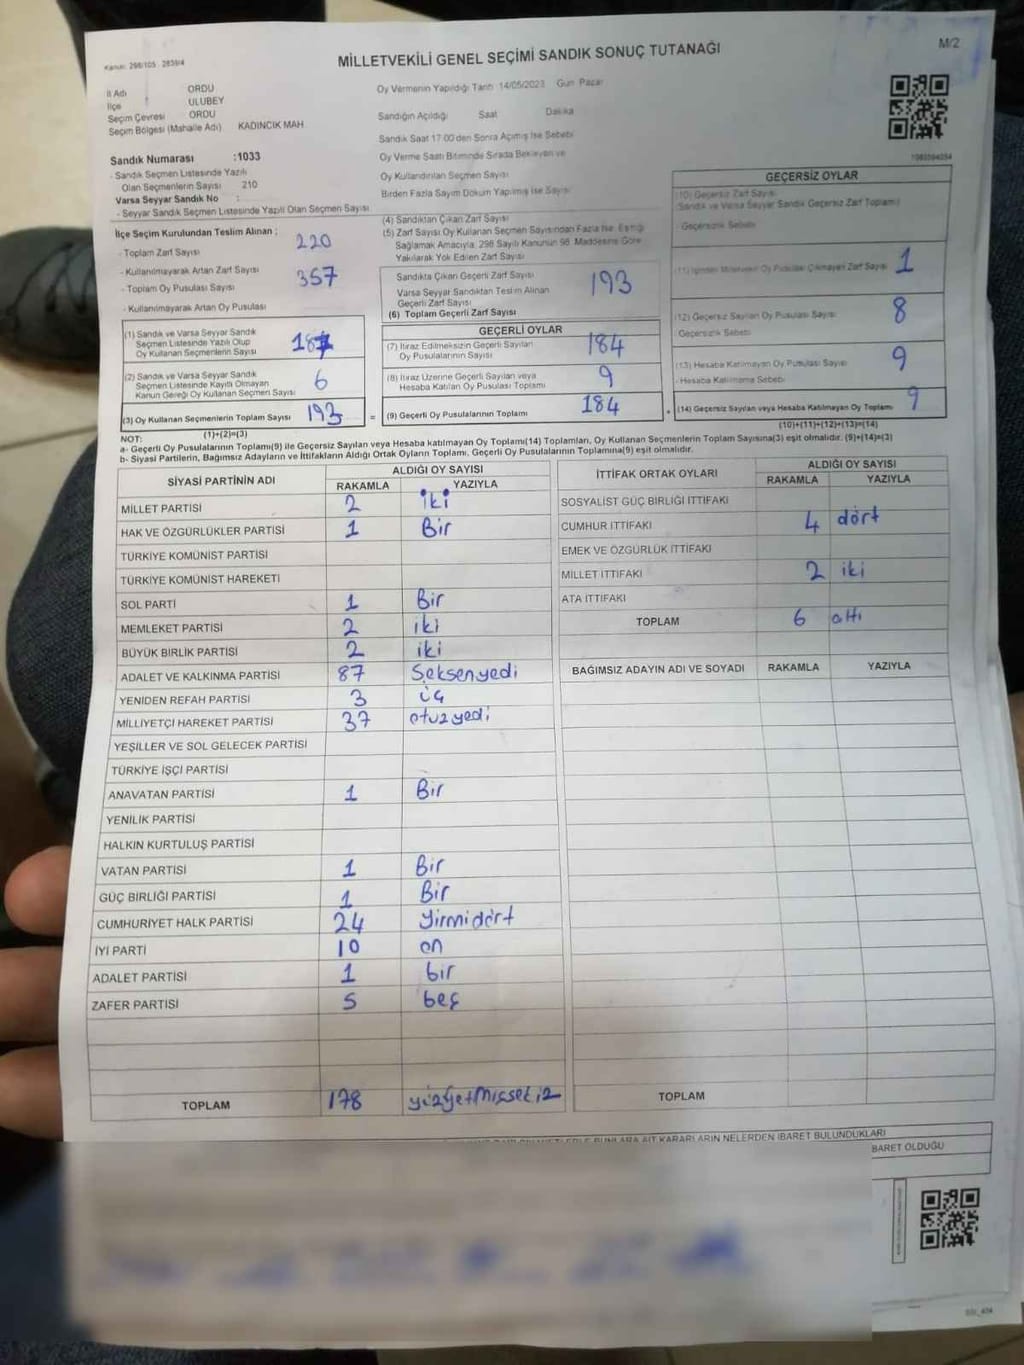 M/2
MİLLETVEKİLİ GENEL SEÇİMİ SANDIK SONUÇ TUTANAĞI
Kanun: 298/105 2839/4
İl Adı ORDU
İlçe ULUBEY
Seçim Çevresi ORDU
Seçim Bölgesi (Mahalle Adı) KADINCIK MAH.
Sandık Numarası :1033
- Sandık Seçmen Listesinde Yazılı
Olan Seçmenlerin Sayısı 210
Varsa Seyyar Sandık No :
- Seyyar Sandık Seçmen Listesinde Yazılı Olan Seçmen Sayısı
Oy Vermenin Yapıldığı Tarih 14/05/2023 Gün Pazar
Sandığın Açıldığı Saat Dakika
Sandık Saat 17:00'den Sonra Açılmış İse Sebebi
Oy Verme Saati Bitiminde Sırada Bekleyen ve
Oy Kullandırılan Seçmen Sayısı
Birden Fazla Sayım Döküm Yapılmış İse Sayısı
İlçe Seçim Kurulundan Teslim Alınan :
- Toplam Zarf Sayısı 220
- Kullanılmayarak Artan Zarf Sayısı
- Toplam Oy Pusulası Sayısı 357
- Kullanılmayarak Artan Oy Pusulası
(1) Sandık ve Varsa Seyyar Sandık
Seçmen Listesinde Yazılı Olup
Oy Kullanan Seçmenlerin Sayısı 187
(2) Sandık ve Varsa Seyyar Sandık
Seçmen Listesinde Kayıtlı Olmayan
Kanun Gereği Oy Kullanan Seçmen Sayısı 6
(3) Oy Kullanan Seçmenlerin Toplam Sayısı 193 =
(1)+(2)=(3)
(4) Sandıktan Çıkan Zarf Sayısı
(5) Zarf Sayısı Oy Kullanan Seçmen Sayısından Fazla İse, Eşitliği
Sağlamak Amacıyla, 298 Sayılı Kanunun 98. Maddesine Göre
Yakılarak Yok Edilen Zarf Sayısı
Sandıkta Çıkan Geçerli Zarf Sayısı
Varsa Seyyar Sandıktan Teslim Alınan
Geçerli Zarf Sayısı
(6) Toplam Geçerli Zarf Sayısı 193
GEÇERLİ OYLAR
(7) İtiraz Edilmeksizin Geçerli Sayılan
Oy Pusulalarının Sayısı 184
(8) İtiraz Üzerine Geçerli Sayılan veya
Hesaba Katılan Oy Pusulası Toplamı 9
(9) Geçerli Oy Pusulalarının Toplamı 184 +
GEÇERSİZ OYLAR
(10) Geçersiz Zarf Sayısı
(Sandık ve Varsa Seyyar Sandık Geçersiz Zarf Toplamı)
Geçersizlik Sebebi
(11) İçinden Milletvekili Oy Pusulası Çıkmayan Zarf Sayısı 1
(12) Geçersiz Sayılan Oy Pusulası Sayısı 8
Geçersizlik Sebebi
(13) Hesaba Katılmayan Oy Pusulası Sayısı 9
- Hesaba Katılmama Sebebi
(14) Geçersiz Sayılan veya Hesaba Katılmayan Oy Toplamı 9
(10)+(11)+(12)+(13)=(14)
NOT:
a- Geçerli Oy Pusulalarının Toplamı(9) ile Geçersiz Sayılan veya Hesaba katılmayan Oy Toplamı(14) Toplamları, Oy Kullanan Seçmenlerin Toplam Sayısına(3) eşit olmalıdır. (9)+(14)=(3)
b- Siyasi Partilerin, Bağımsız Adayların ve İttifakların Aldığı Ortak Oyların Toplamı, Geçerli Oy Pusulalarının Toplamına(9) eşit olmalıdır.
SİYASİ PARTİNİN ADI ALDIĞI OY SAYISI
RAKAMLA YAZIYLA
MİLLET PARTİSİ 2 iki
HAK VE ÖZGÜRLÜKLER PARTİSİ 1 Bir
TÜRKİYE KOMÜNİST PARTİSİ
TÜRKİYE KOMÜNİST HAREKETİ
SOL PARTİ 1 Bir
MEMLEKET PARTİSİ 2 iki
BÜYÜK BİRLİK PARTİSİ 2 iki
ADALET VE KALKINMA PARTİSİ 87 Seksenyedi
YENİDEN REFAH PARTİSİ 3 üç
MİLLİYETÇİ HAREKET PARTİSİ 37 otuzyedi
YEŞİLLER VE SOL GELECEK PARTİSİ
TÜRKİYE İŞÇİ PARTİSİ
ANAVATAN PARTİSİ 1 Bir
YENİLİK PARTİSİ
HALKIN KURTULUŞ PARTİSİ
VATAN PARTİSİ 1 Bir
GÜÇ BİRLİĞİ PARTİSİ 1 Bir
CUMHURİYET HALK PARTİSİ 24 yirmidört
İYİ PARTİ 10 on
ADALET PARTİSİ 1 bir
ZAFER PARTİSİ 5 beş
TOPLAM 178 yüzyetmişsekiz
İTTİFAK ORTAK OYLARI ALDIĞI OY SAYISI
RAKAMLA YAZIYLA
SOSYALİST GÜÇ BİRLİĞİ İTTİFAKI
CUMHUR İTTİFAKI 4 dört
EMEK VE ÖZGÜRLÜK İTTİFAKI
MİLLET İTTİFAKI 2 iki
ATA İTTİFAKI
TOPLAM 6 altı
BAĞIMSIZ ADAYIN ADI VE SOYADI RAKAMLA YAZIYLA
TOPLAM
BUNLARA AİT KARARLARIN NELERDEN İBARET BULUNDUKLARI
BARET OLDUĞU